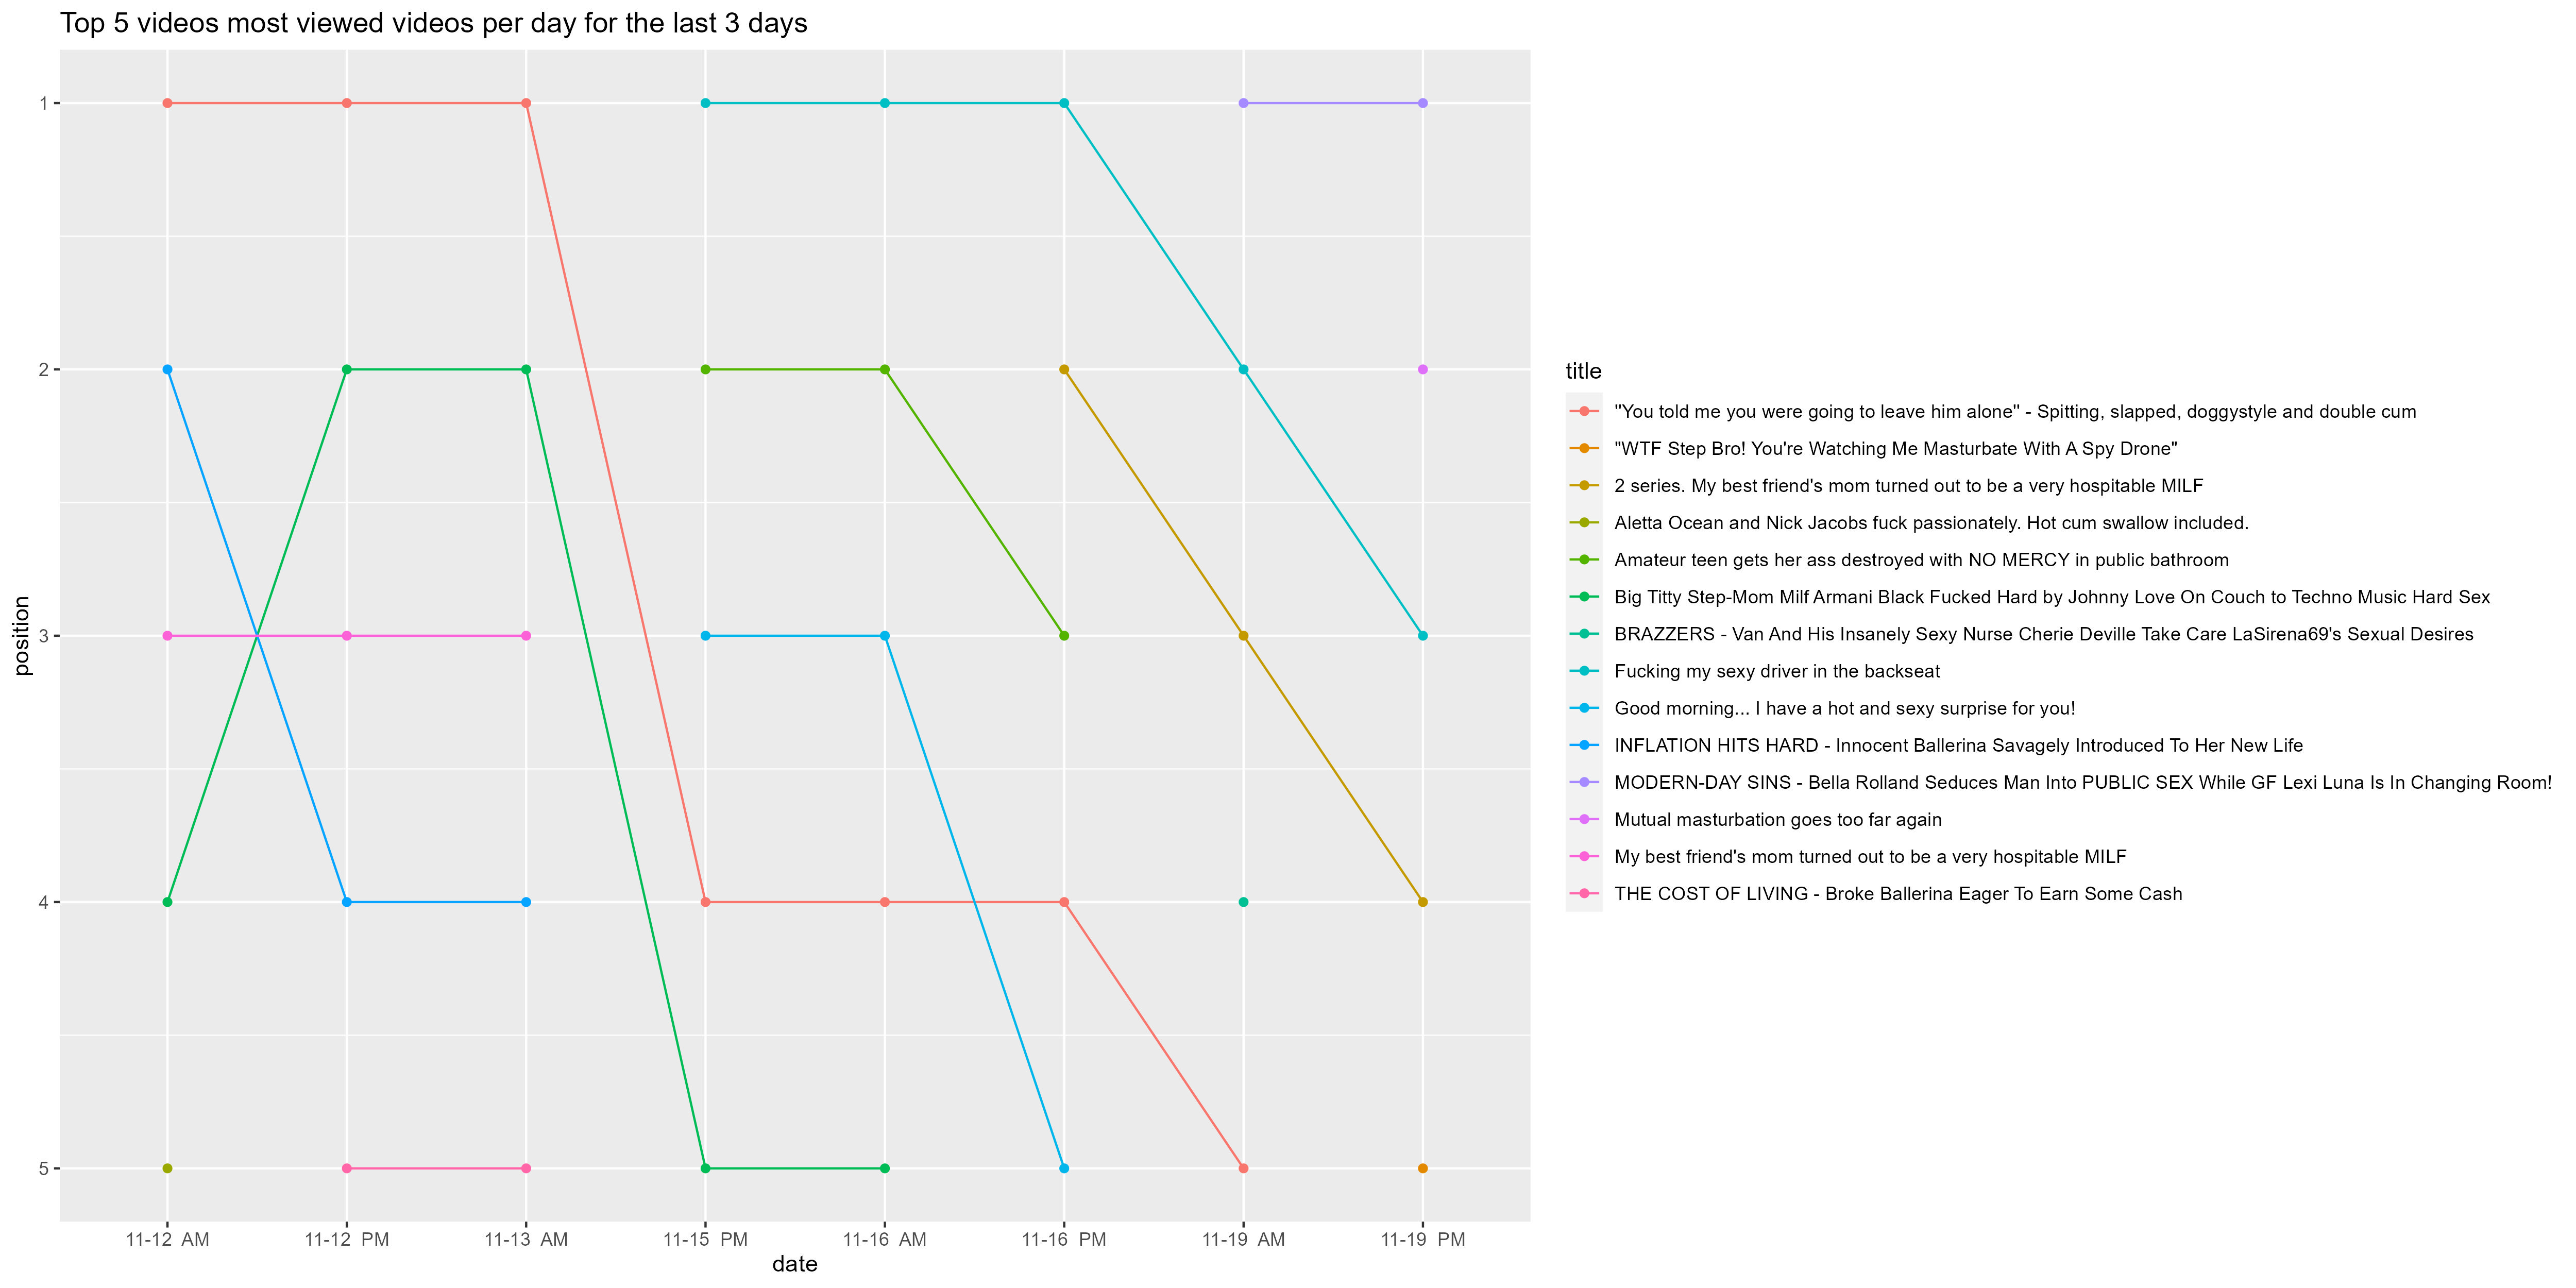 Top 5 videos most viewed videos per day for the last 3 days
position
1
2
3
4
5
11-12 AM
11-12 PM
11-13 AM
11-15 PM
11-16 AM
11-16 PM
11-19 AM
11-19 PM
date
title
"You told me you were going to leave him alone" - Spitting, slapped, doggystyle and double cum
"WTF Step Bro! You're Watching Me Masturbate With A Spy Drone"
2 series. My best friend's mom turned out to be a very hospitable MILF
Aletta Ocean and Nick Jacobs fuck passionately. Hot cum swallow included.
Amateur teen gets her ass destroyed with NO MERCY in public bathroom
Big Titty Step-Mom Milf Armani Black Fucked Hard by Johnny Love On Couch to Techno Music Hard Sex
BRAZZERS - Van And His Insanely Sexy Nurse Cherie Deville Take Care LaSirena69's Sexual Desires
Fucking my sexy driver in the backseat
Good morning... I have a hot and sexy surprise for you!
INFLATION HITS HARD - Innocent Ballerina Savagely Introduced To Her New Life
MODERN-DAY SINS - Bella Rolland Seduces Man Into PUBLIC SEX While GF Lexi Luna Is In Changing Room!
Mutual masturbation goes too far again
My best friend's mom turned out to be a very hospitable MILF
THE COST OF LIVING - Broke Ballerina Eager To Earn Some Cash